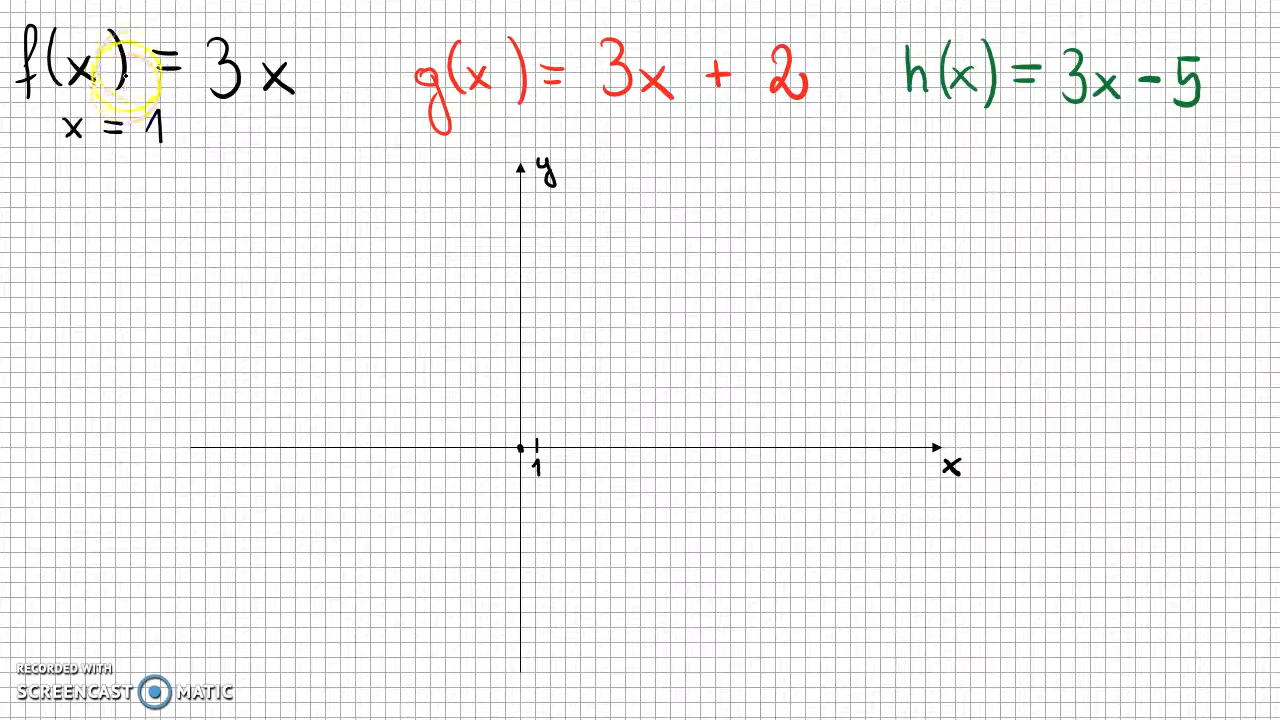 f(x) = 3x g(x) = 3x + 2 h(x) = 3x - 5
x = 1
y
1
x
RECORDED WITH
SCREENCAST MATIC